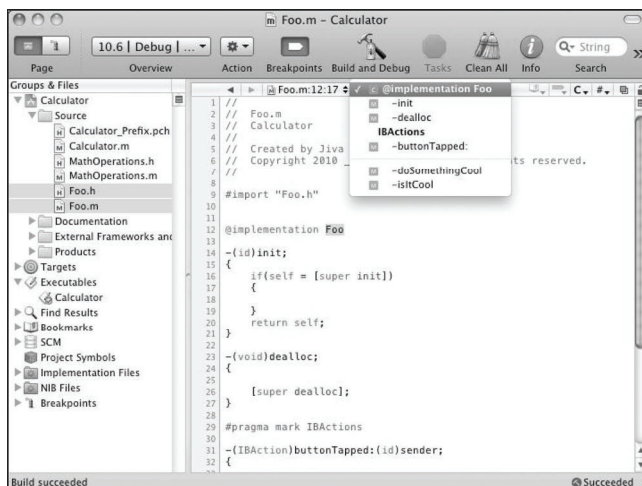 Foo.m – Calculator
10.6 | Debug | ...
String
Page
Overview
Action
Breakpoints
Build and Debug
Tasks
Clean All
Info
Search
Groups & Files
Calculator
Source
Calculator_Prefix.pch
Calculator.m
MathOperations.h
MathOperations.m
Foo.h
Foo.m
Documentation
External Frameworks and
Products
Targets
Executables
Calculator
Find Results
Bookmarks
SCM
Project Symbols
Implementation Files
NIB Files
Breakpoints
Foo.m:12:17
@implementation Foo
-init
-dealloc
IBActions
-buttonTapped:
-doSomethingCool
-isItCool
C
#
1 //
2 // Foo.m
3 // Calculator
4 //
5 // Created by Jiva
6 // Copyright 2010 _ ts reserved.
7 //
8
9 #import "Foo.h"
10
11
12 @implementation Foo
13
14 -(id)init;
15 {
16 if(self = [super init])
17 {
18
19 }
20 return self;
21 }
22
23 -(void)dealloc;
24 {
25
26 [super dealloc];
27 }
28
29 #pragma mark IBActions
30
31 -(IBAction)buttonTapped:(id)sender;
32 {
Build succeeded
Succeeded